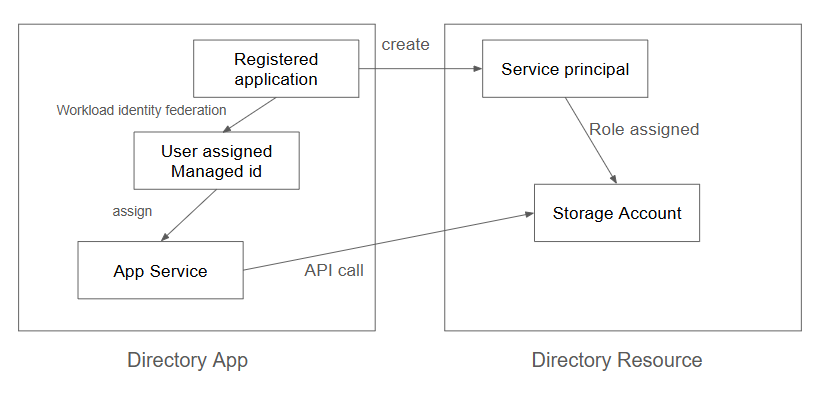 create
Registered
application
Service principal
Workload identity federation
Role assigned
User assigned
Managed id
assign
Storage Account
App Service
API call
Directory App
Directory Resource